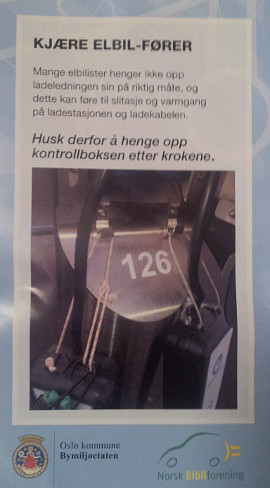 KJÆRE ELBIL-FØRER
Mange elbilister henger ikke opp
ladeledningen sin på riktig måte, og
dette kan føre til slitasje og varmgang
på ladestasjonen og ladekabelen.
Husk derfor å henge opp
kontrollboksen etter krokene.
126
Oslo kommune
Bymiljøetaten
Norsk Elbilforening